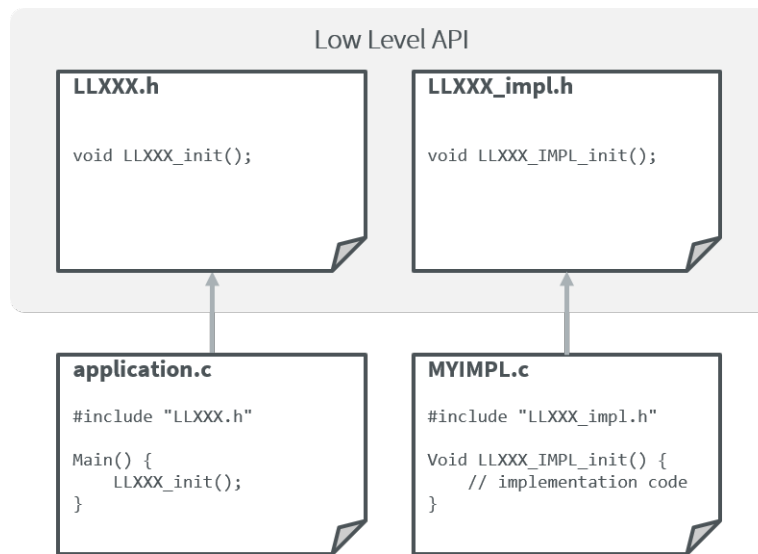 Low Level API
LLXXX.h
void LLXXX_init();
LLXXX_impl.h
void LLXXX_IMPL_init();
application.c
#include "LLXXX.h"
Main() {
    LLXXX_init();
}
MYIMPL.c
#include "LLXXX_impl.h"
Void LLXXX_IMPL_init() {
    // implementation code
}